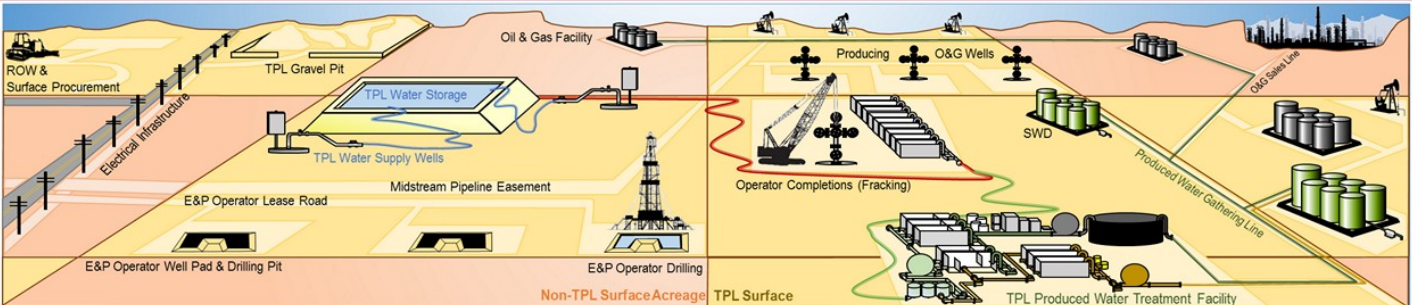 ROW &
Surface Procurement
TPL Gravel Pit
Oil & Gas Facility
Producing
O&G Wells
O&G Sales Line
TPL Water Storage
Electrical Infrastructure
TPL Water Supply Wells
SWD
Produced Water Gathering Line
Midstream Pipeline Easement
Operator Completions (Fracking)
E&P Operator Lease Road
E&P Operator Well Pad & Drilling Pit
E&P Operator Drilling
Non-TPL Surface Acreage
TPL Surface
TPL Produced Water Treatment Facility